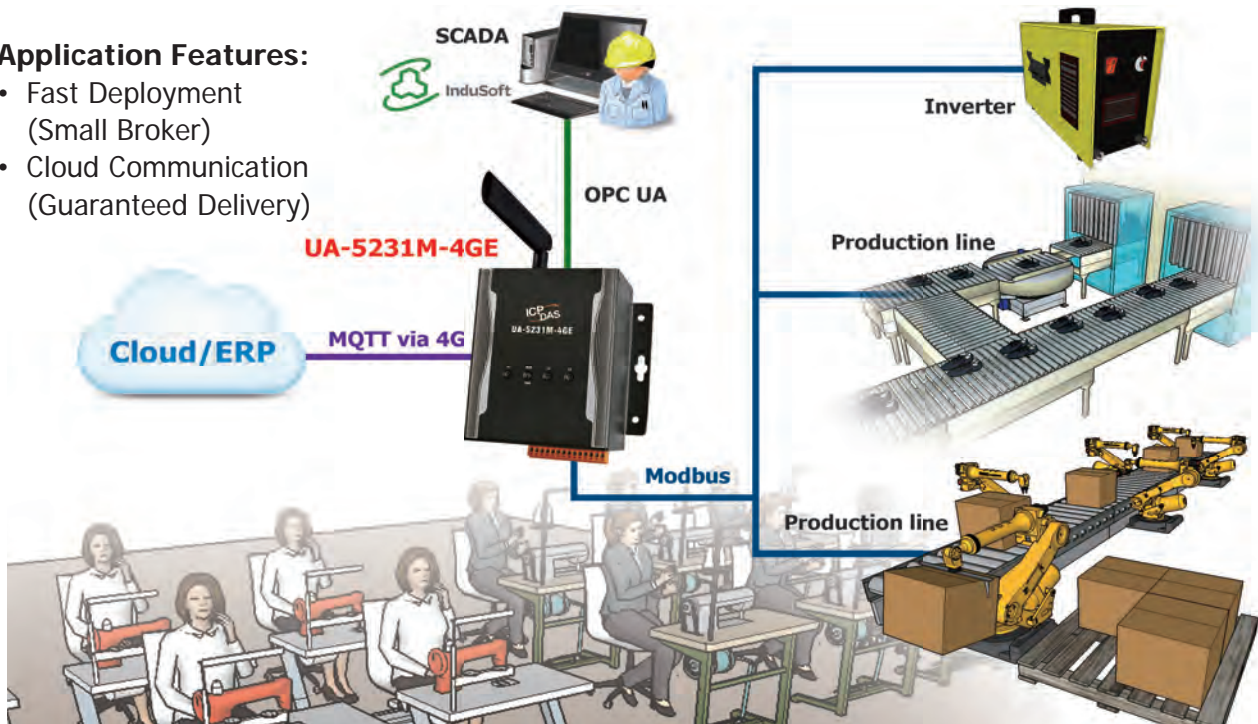 Application Features:
• Fast Deployment
(Small Broker)
• Cloud Communication
(Guaranteed Delivery)
SCADA
InduSoft
OPC UA
UA-5231M-4GE
Cloud/ERP
MQTT via 4G
ICP DAS
UA-5231M-4GE
Modbus
Inverter
Production line
Production line